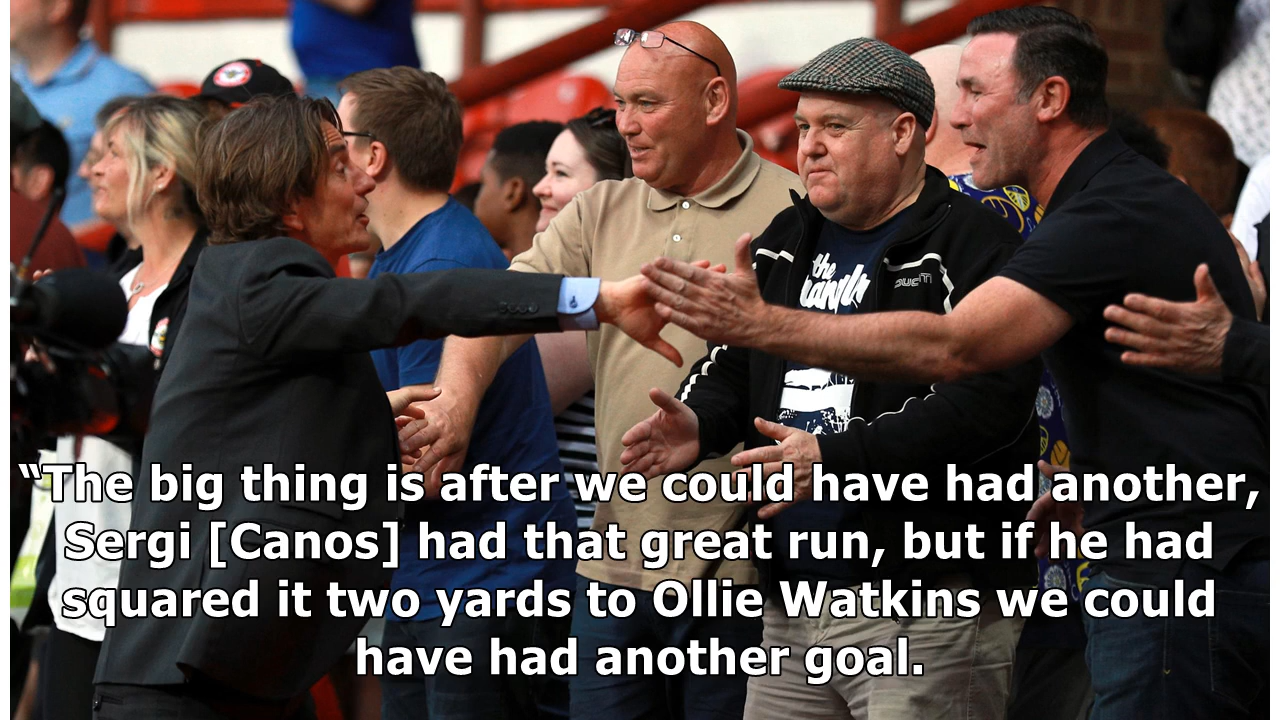 the
“The big thing is after we could have had another,
Sergi [Canos] had that great run, but if he had
squared it two yards to Ollie Watkins we could
have had another goal.